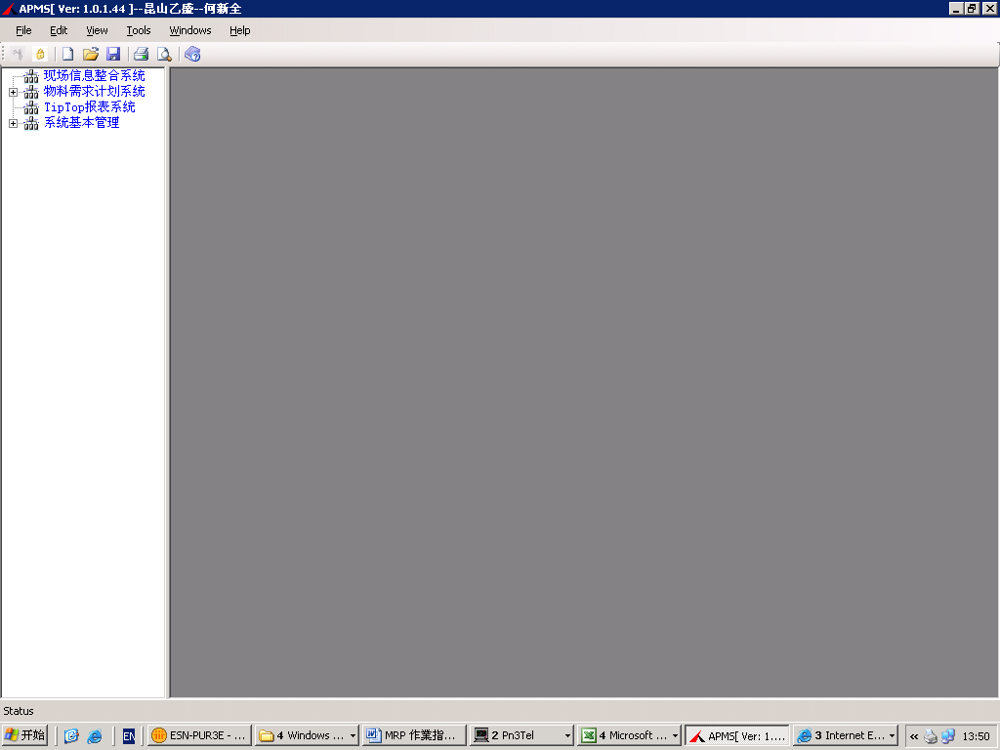 APMS[ Ver: 1.0.1.44 ]--昆山乙盛--何新全
File Edit View Tools Windows Help
现场信息整合系统
物料需求计划系统
TipTop报表系统
系统基本管理
Status
开始 EN ESN-PUR3E - ... 4 Windows ... MRP 作業指... 2 Pn3Tel 4 Microsoft ... APMS[ Ver: 1.... 3 Internet E... « 13:50